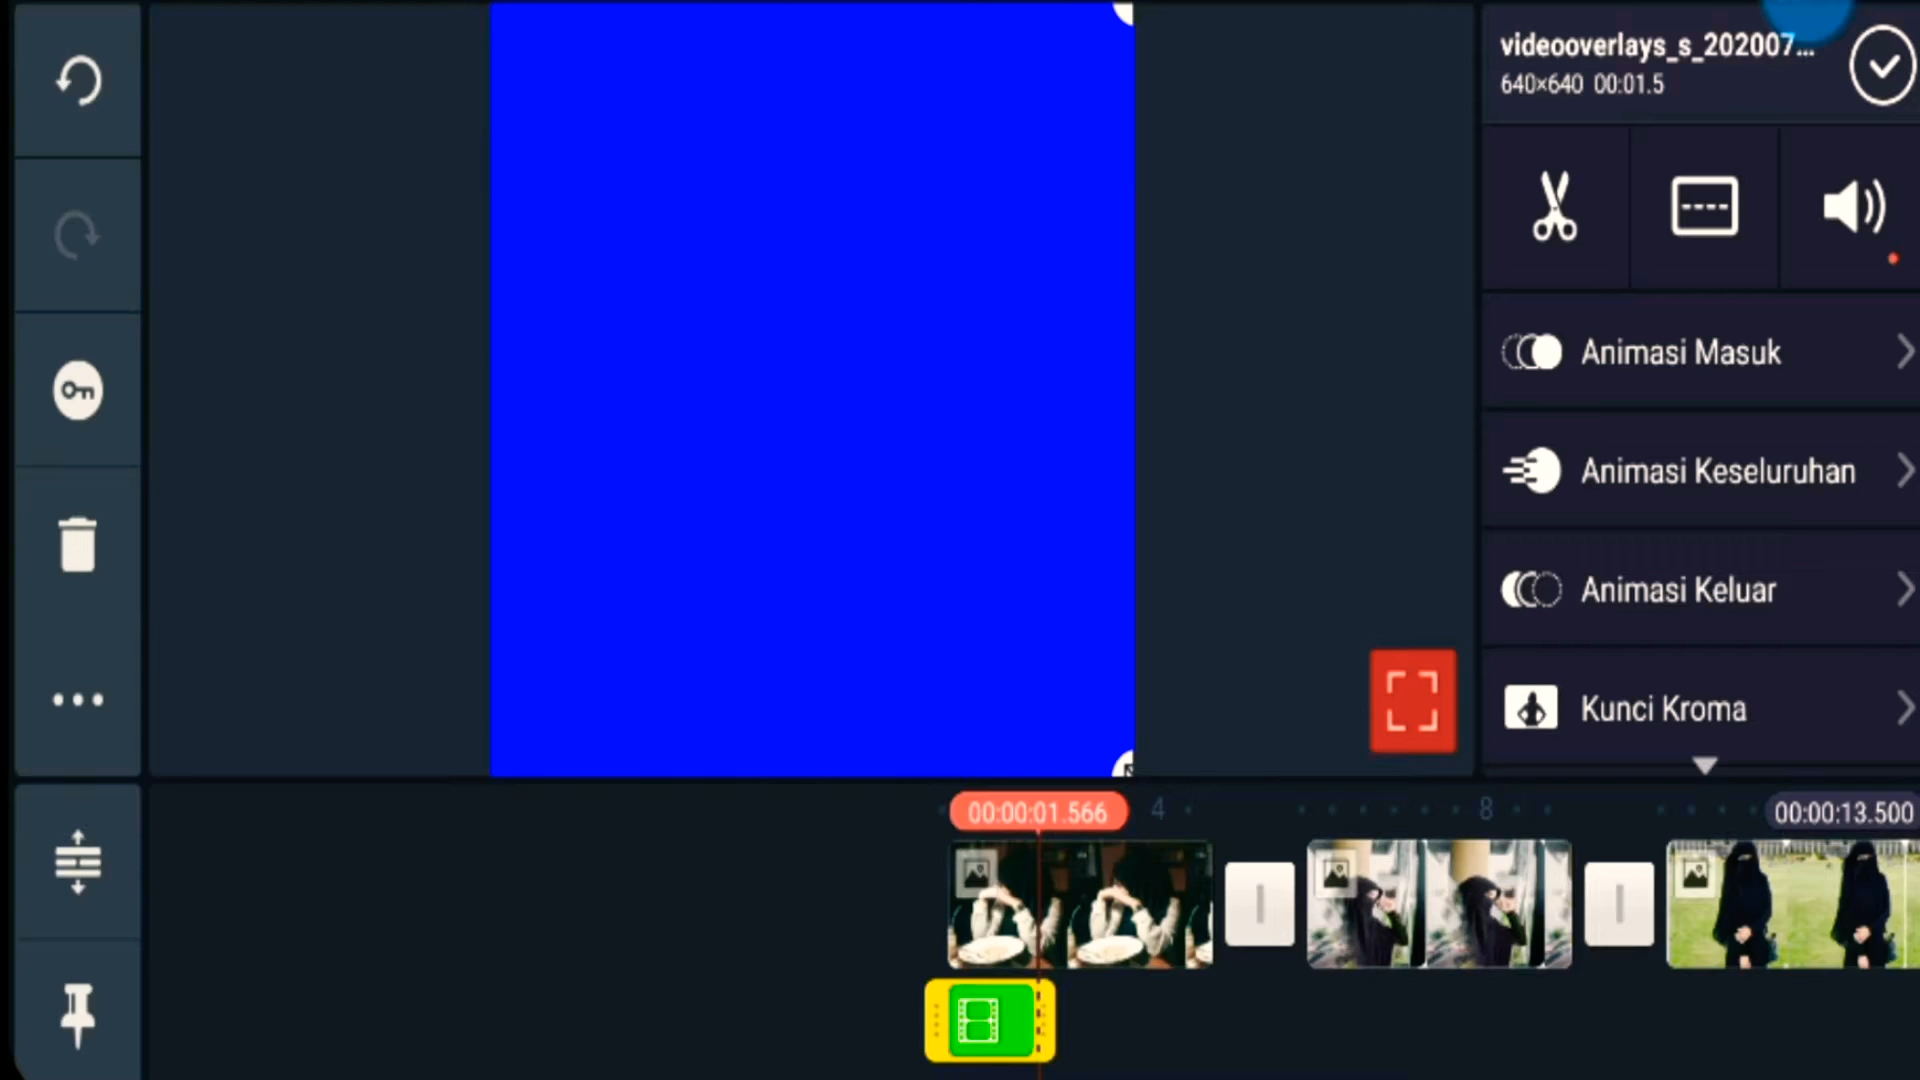 videooverlays_s_202007...
640×640 00:01.5
Animasi Masuk
Animasi Keseluruhan
Animasi Keluar
Kunci Kroma
00:00:01.566
4
8
00:00:13.500